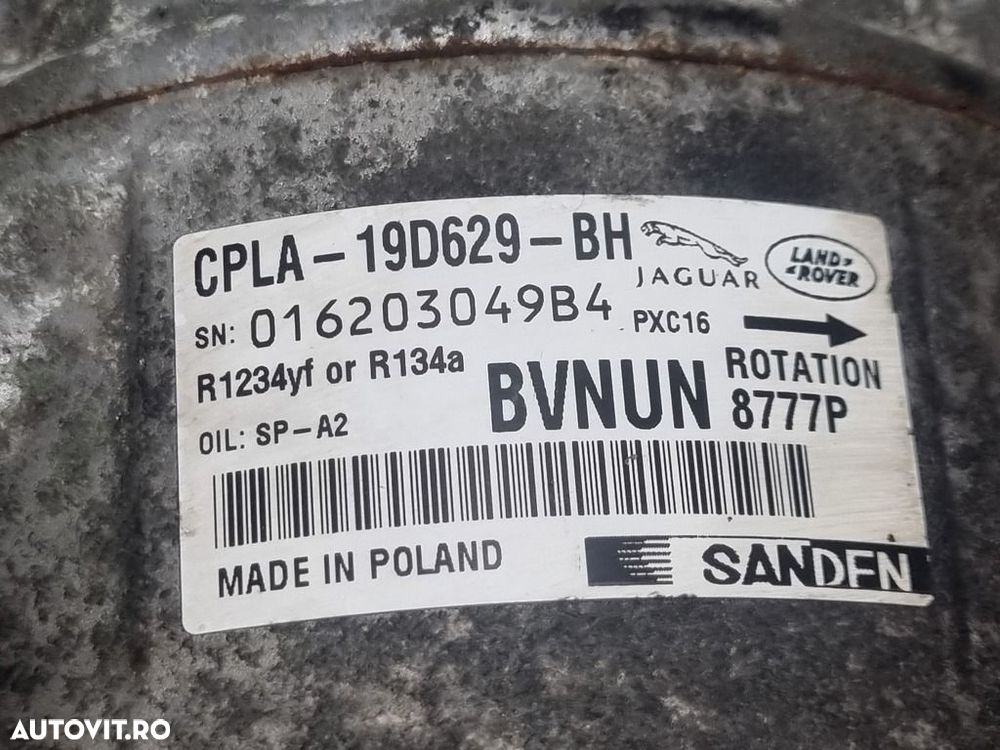 CPLA-19D629-BH
JAGUAR
LAND-
-ROVER
SN: 016203049B4
PXC16
R1234yf or R134a
BVNUN
ROTATION
8777P
OIL: SP-A2
MADE IN POLAND
SANDEN
AUTOVIT.RO